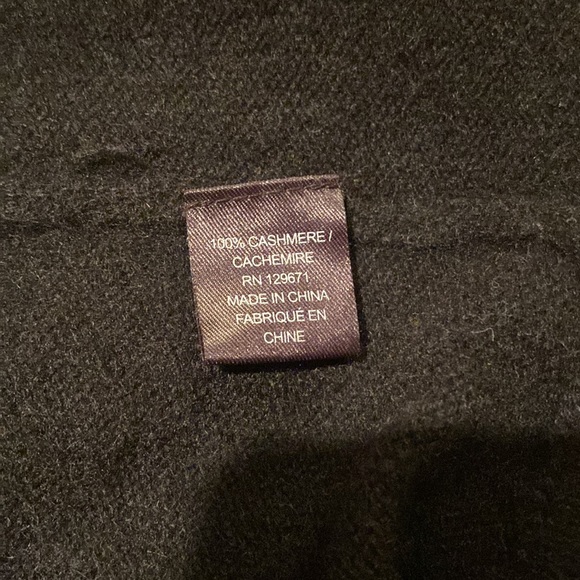 100% CASHMERE /
CACHEMIRE
RN 129671
MADE IN CHINA
FABRIQUÉ EN
CHINE